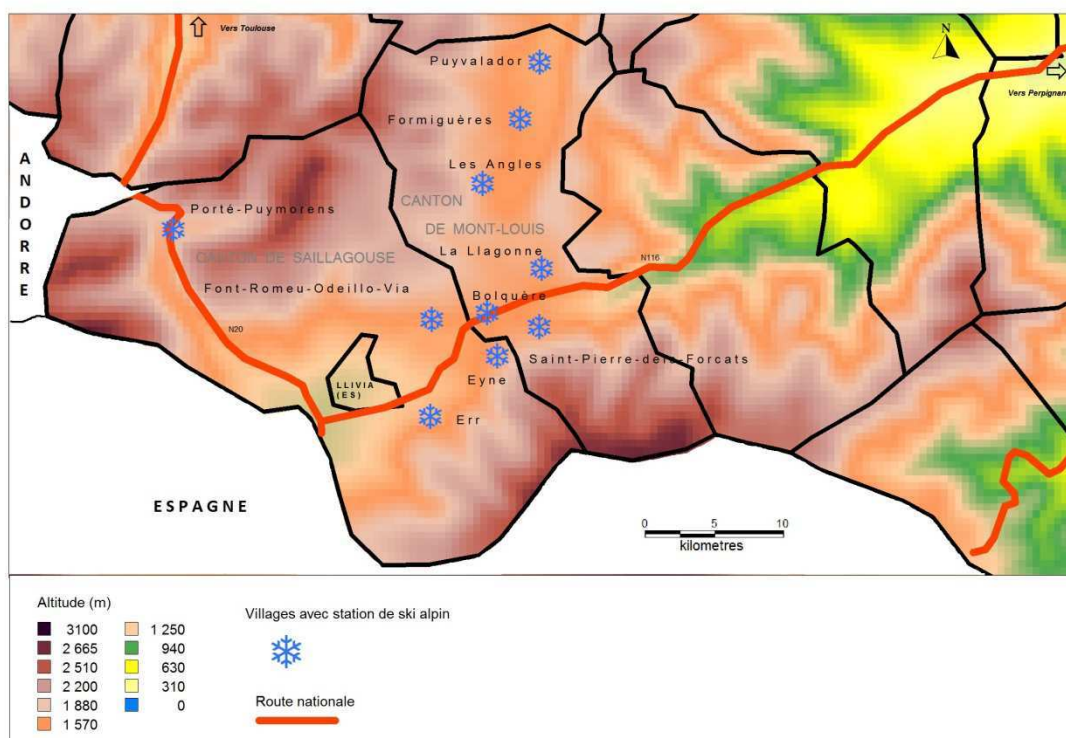 Vers Toulouse
N
Puyvalador
Vers Perpignan
Formiguères
ANDORRE
Les Angles
CANTON
DE MONT-LOUIS
Porté-Puymorens
La Llagonne
CANTON DE SAILLAGOUSE
N116
Font-Romeu-Odeillo-Via
Bolquère
N20
Saint-Pierre-dels-Forcats
Eyne
LLIVIA
(ES)
Err
ESPAGNE
0 5 10
kilometres
Altitude (m)
3100
2 665
2 510
2 200
1 880
1 570
1 250
940
630
310
0
Villages avec station de ski alpin
Route nationale